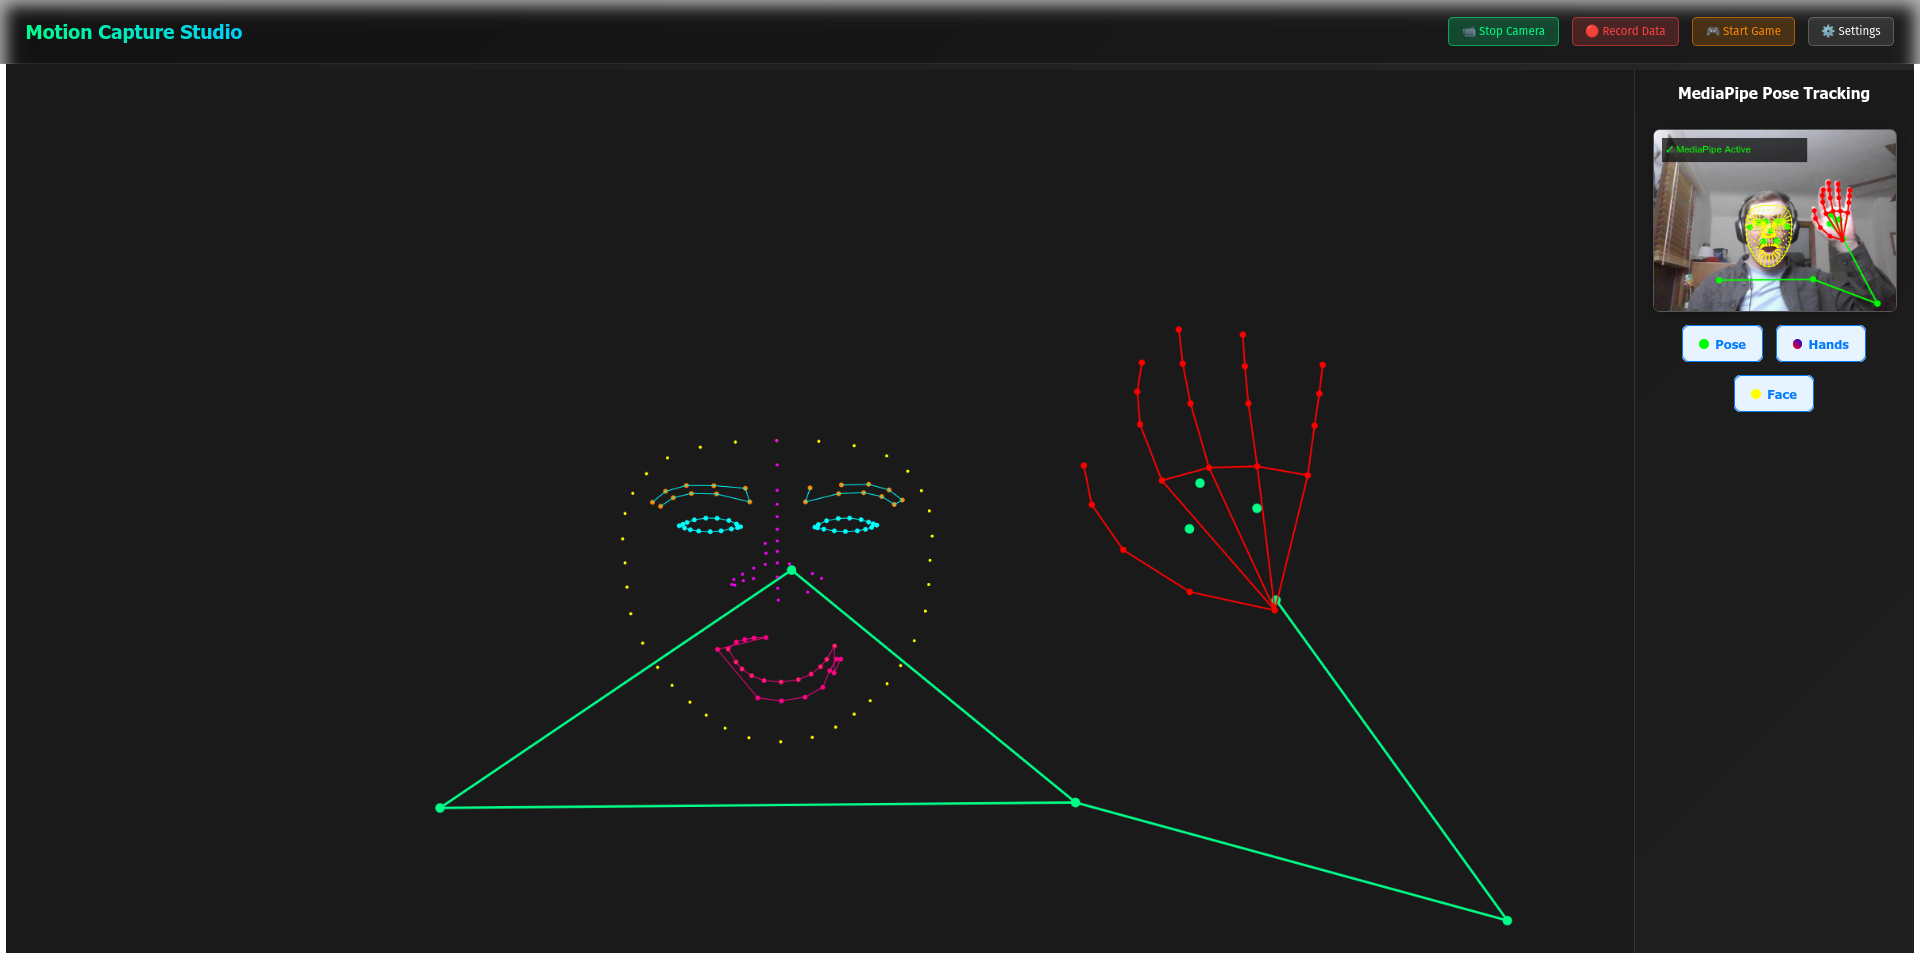 Motion Capture Studio
📹 Stop Camera
🔴 Record Data
🎮 Start Game
⚙️ Settings
MediaPipe Pose Tracking
✓ MediaPipe Active
Pose
Hands
Face